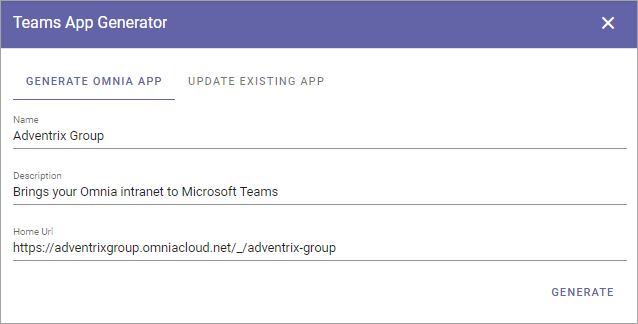 Teams App Generator
GENERATE OMNIA APP UPDATE EXISTING APP
Name
Adventrix Group
Description
Brings your Omnia intranet to Microsoft Teams
Home Url
https://adventrixgroup.omniacloud.net/_/adventrix-group
GENERATE